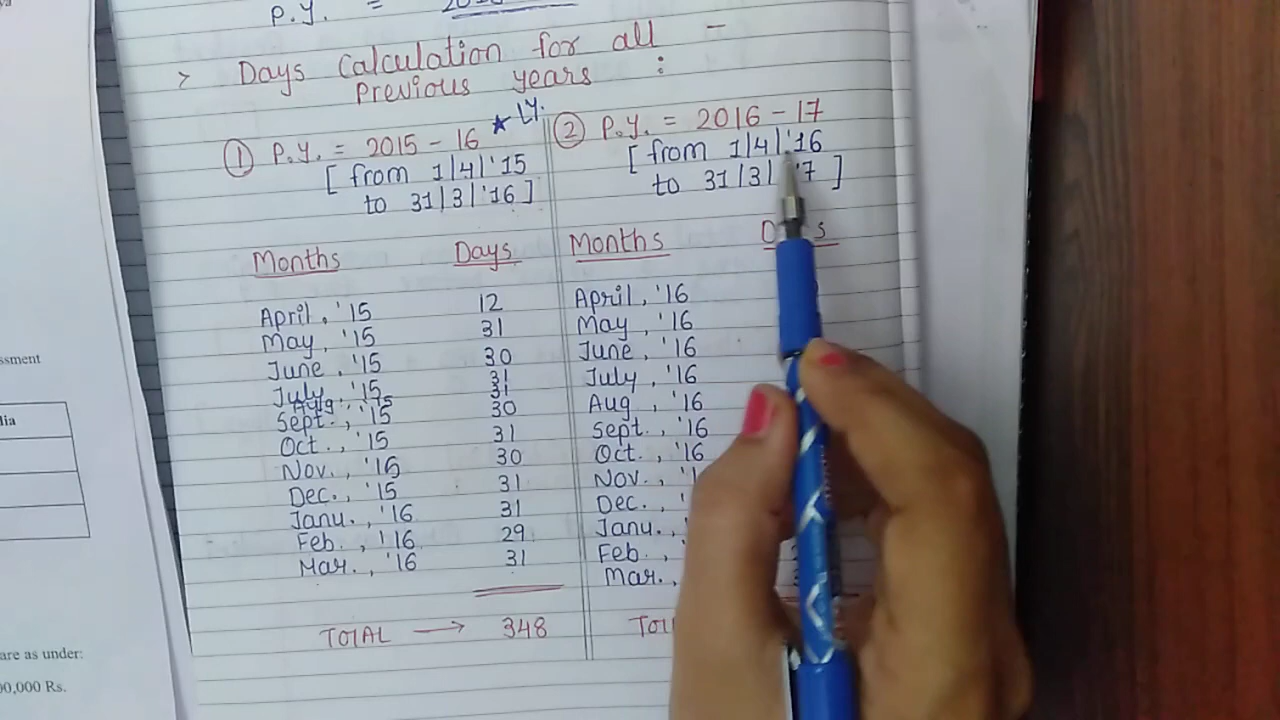 P.Y. =
> Days Calculation for all -
Previous years :
① P.Y. = 2015 - 16 ★ LY.
[ from 1/4/'15
to 31/3/'16 ]
Months Days
April, '15 12
May, '15 31
June, '15 30
July, '15 31
Aug., '15 31
Sept., '15 30
Oct., '15 31
Nov., '15 30
Dec., '15 31
Janu., '16 31
Feb., '16 29
Mar., '16 31
TOTAL → 348
② P.Y. = 2016 - 17
[ from 1/4/'16
to 31/3/'17 ]
Months
April, '16
May, '16
June, '16
July, '16
Aug, '16
Sept., '16
Oct., '16
Nov.,
Dec.,
Janu.,
Feb.,
Mar.,
are as under: